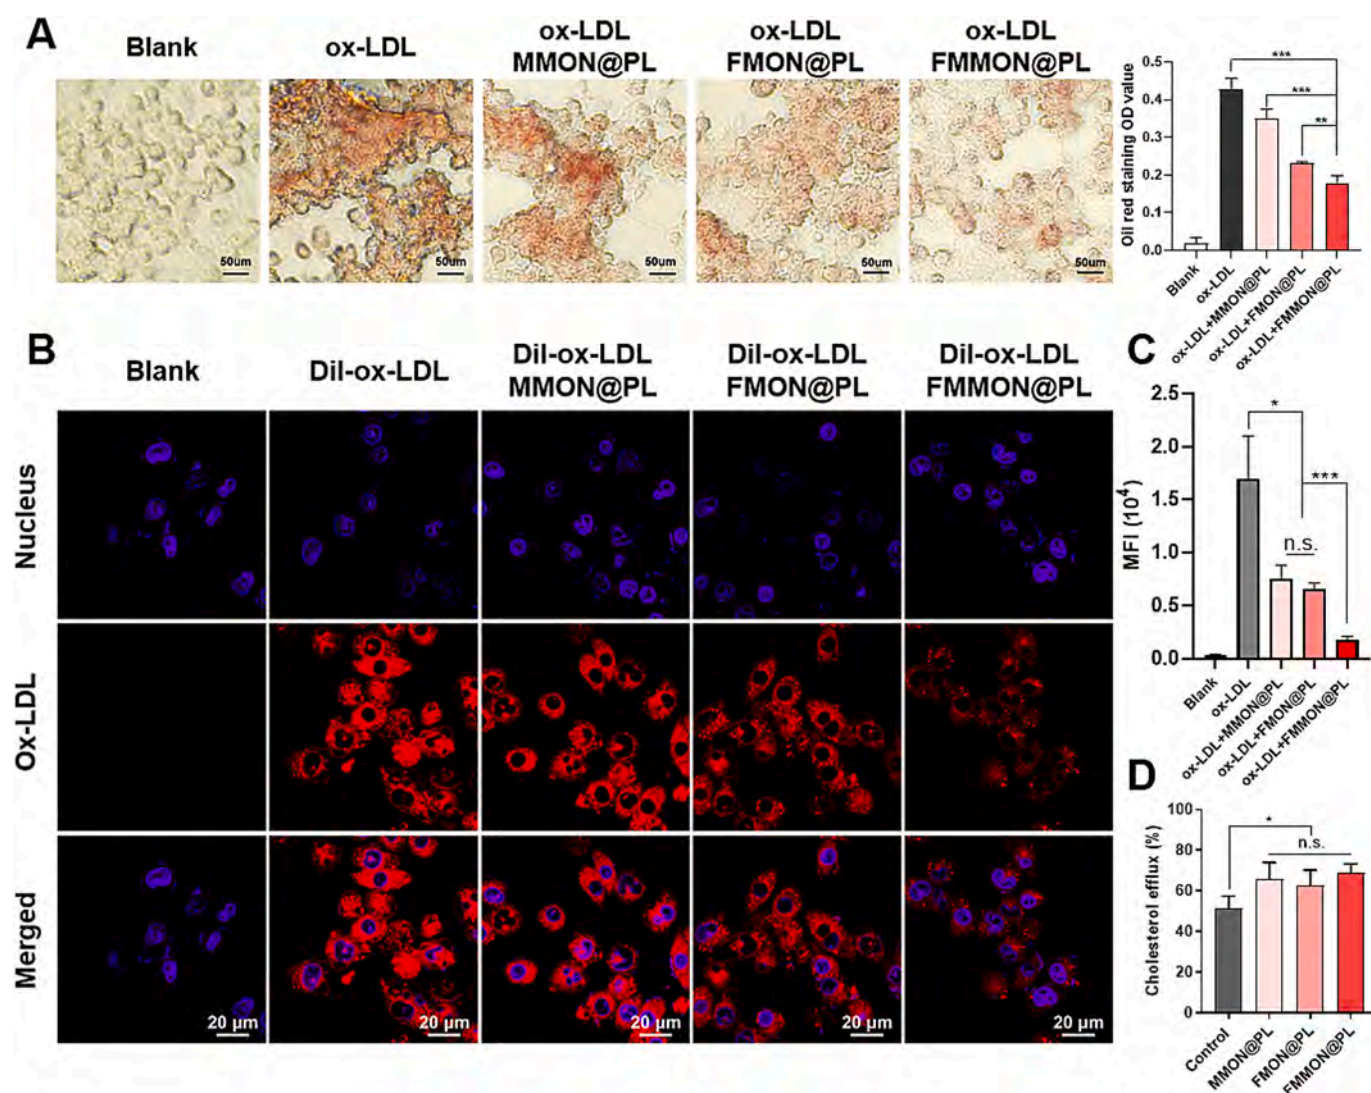 A
Blank
ox-LDL
ox-LDL
MMON@PL
ox-LDL
FMON@PL
ox-LDL
FMMON@PL
50um
50um
50um
50um
50um
Oil red staining OD value
0.5
0.4
0.3
0.2
0.1
0.0
***
***
**
Blank
ox-LDL
ox-LDL+MMON@PL
ox-LDL+FMON@PL
ox-LDL+FMMON@PL
B
Blank
Dil-ox-LDL
Dil-ox-LDL
MMON@PL
Dil-ox-LDL
FMON@PL
Dil-ox-LDL
FMMON@PL
Nucleus
Ox-LDL
Merged
20 μm
20 μm
20 μm
20 μm
20 μm
C
MFI (10⁴)
2.5
2.0
1.5
1.0
0.5
0.0
*
***
n.s.
Blank
ox-LDL
ox-LDL+MMON@PL
ox-LDL+FMON@PL
ox-LDL+FMMON@PL
D
Cholesterol efflux (%)
100
80
60
40
20
0
*
n.s.
Control
MMON@PL
FMON@PL
FMMON@PL